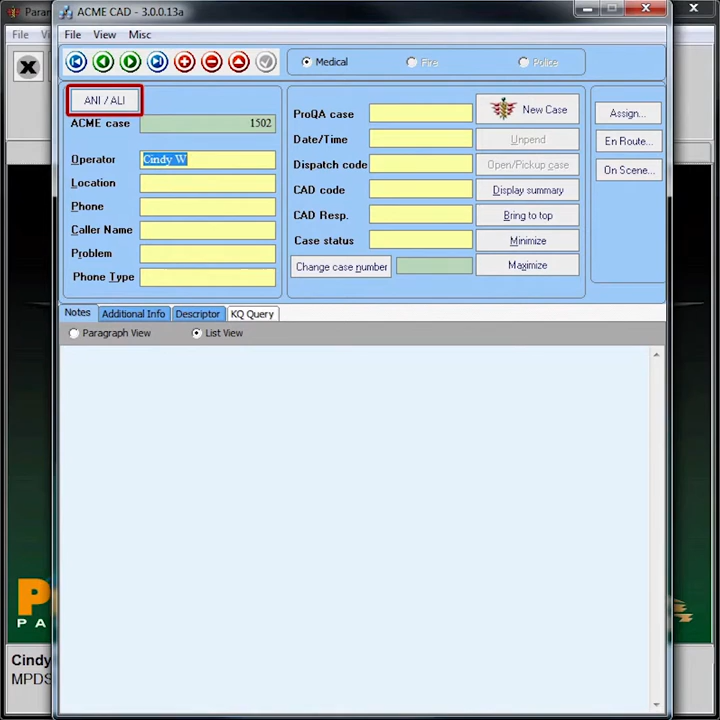 Param
ACME CAD - 3.0.0.13a
File
File View Misc
Medical Fire Police
ANI / ALI
ACME case 1502
Operator Cindy W
Location
Phone
Caller Name
Problem
Phone Type
ProQA case
Date/Time
Dispatch code
CAD code
CAD Resp.
Case status
Change case number
New Case
Unpend
Open/Pickup case
Display summary
Bring to top
Minimize
Maximize
Assign...
En Route...
On Scene...
Notes Additional Info Descriptor KQ Query
Paragraph View List View
P
P A
Cindy
MPDS